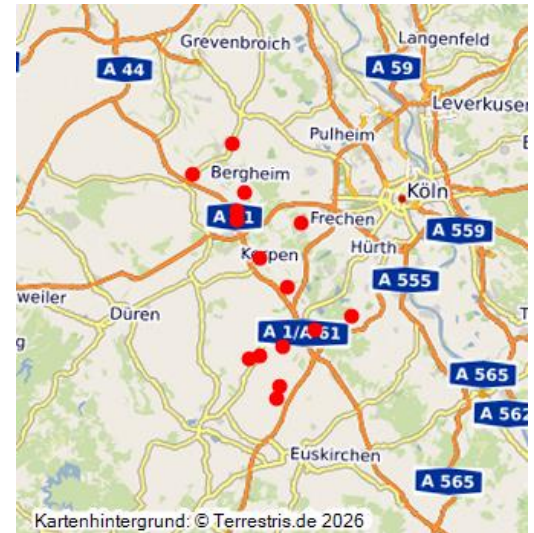 Grevenbroich
Langenfeld
A 44
A 59
Leverkusen
Pulheim
Bergheim
Köln
Frechen
A 559
Hürth
Kerpen
A 555
weiler
Düren
A 1/A 61
g
A 565
A 562
Euskirchen
A 565
Kartenhintergrund: © Terrestris.de 2026